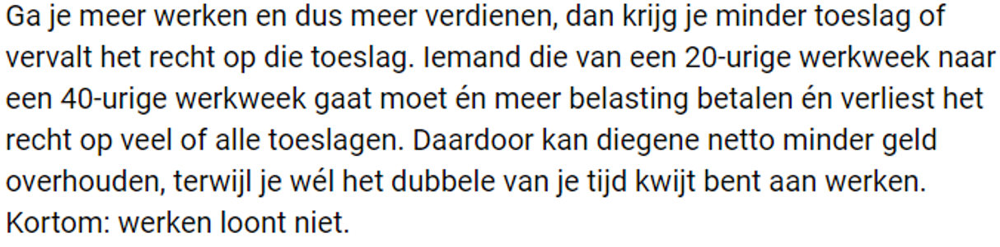 Ga je meer werken en dus meer verdienen, dan krijg je minder toeslag of
vervalt het recht op die toeslag. Iemand die van een 20-urige werkweek naar
een 40-urige werkweek gaat moet én meer belasting betalen én verliest het
recht op veel of alle toeslagen. Daardoor kan diegene netto minder geld
overhouden, terwijl je wél het dubbele van je tijd kwijt bent aan werken.
Kortom: werken loont niet.